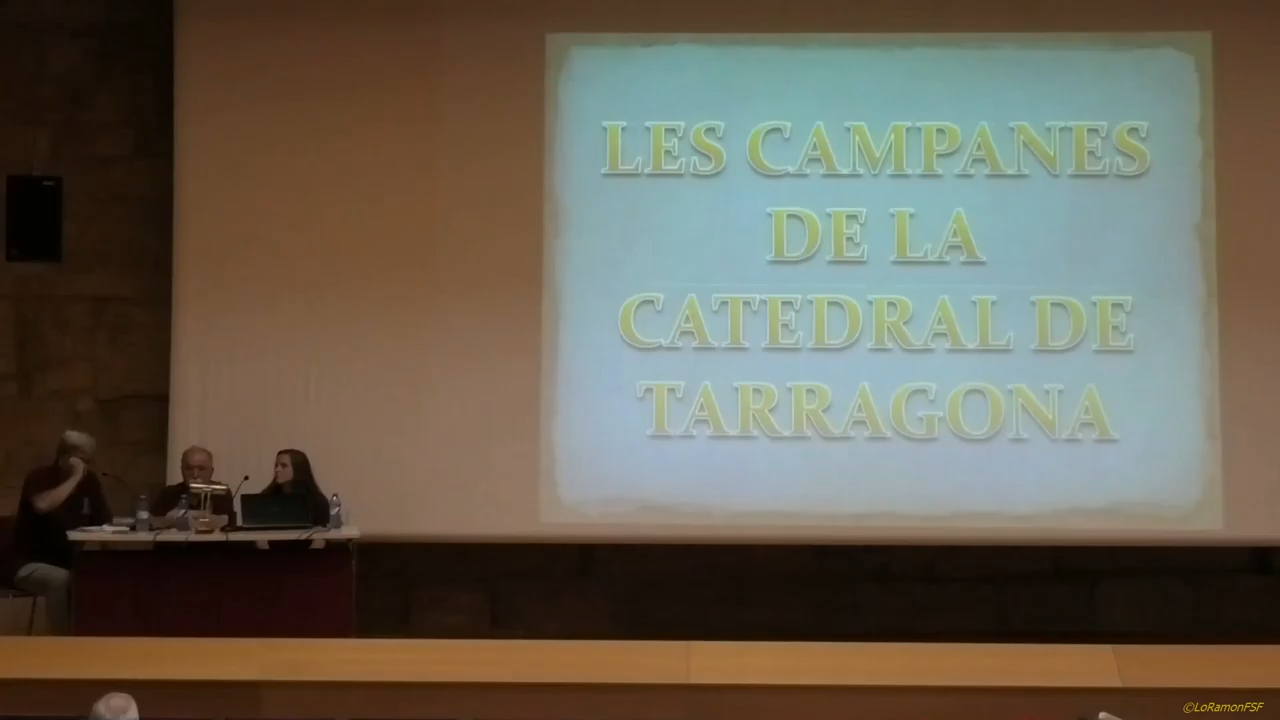 LES CAMPANES
DE LA
CATEDRAL DE
TARRAGONA
©LoRamonFSF